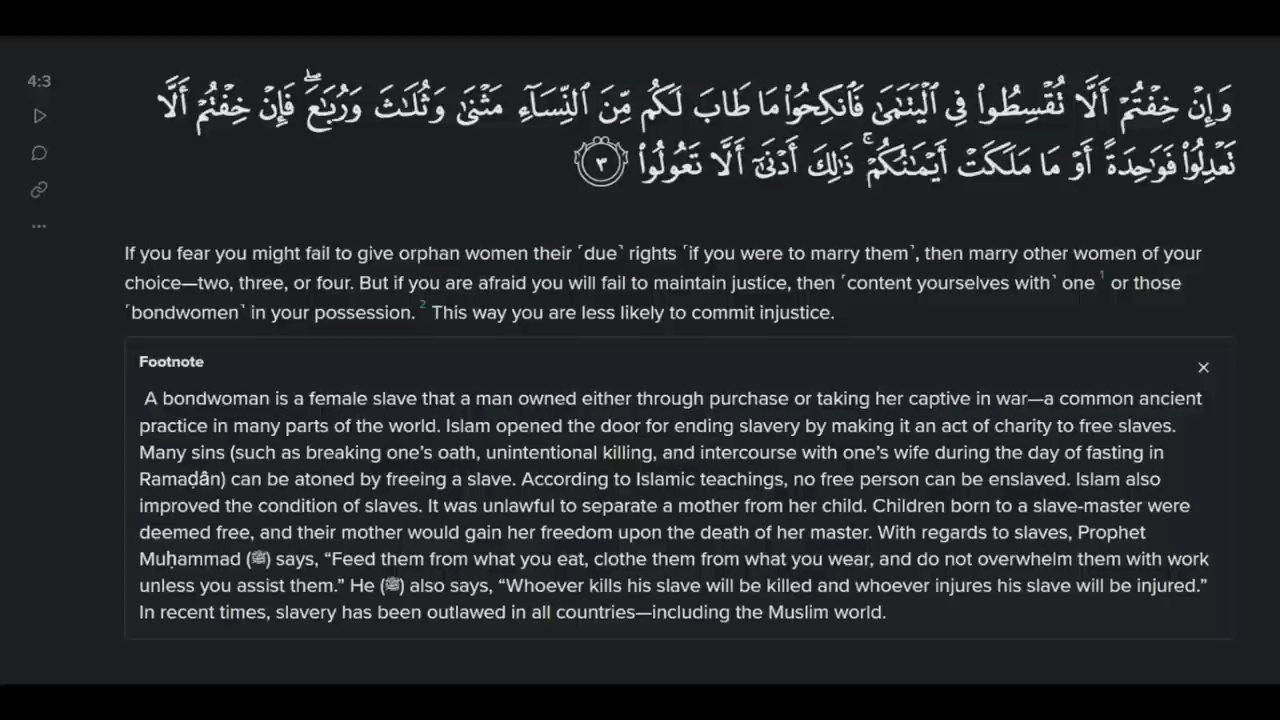 4:3
وَإِنْ خِفْتُمْ أَلَّا تُقْسِطُوا۟ فِى ٱلْيَتَـٰمَىٰ فَٱنكِحُوا۟ مَا طَابَ لَكُم مِّنَ ٱلنِّسَآءِ مَثْنَىٰ وَثُلَـٰثَ وَرُبَـٰعَ ۖ فَإِنْ خِفْتُمْ أَلَّا
تَعْدِلُوا۟ فَوَٰحِدَةً أَوْ مَا مَلَكَتْ أَيْمَـٰنُكُمْ ۚ ذَٰلِكَ أَدْنَىٰٓ أَلَّا تَعُولُوا۟ ٣
If you fear you might fail to give orphan women their ˹due˺ rights ˹if you were to marry them˺, then marry other women of your
choice—two, three, or four. But if you are afraid you will fail to maintain justice, then ˹content yourselves with˺ one 1 or those
˹bondwomen˺ in your possession. 2 This way you are less likely to commit injustice.
Footnote
A bondwoman is a female slave that a man owned either through purchase or taking her captive in war—a common ancient
practice in many parts of the world. Islam opened the door for ending slavery by making it an act of charity to free slaves.
Many sins (such as breaking one's oath, unintentional killing, and intercourse with one's wife during the day of fasting in
Ramaḍân) can be atoned by freeing a slave. According to Islamic teachings, no free person can be enslaved. Islam also
improved the condition of slaves. It was unlawful to separate a mother from her child. Children born to a slave-master were
deemed free, and their mother would gain her freedom upon the death of her master. With regards to slaves, Prophet
Muḥammad (ﷺ) says, “Feed them from what you eat, clothe them from what you wear, and do not overwhelm them with work
unless you assist them.” He (ﷺ) also says, “Whoever kills his slave will be killed and whoever injures his slave will be injured.”
In recent times, slavery has been outlawed in all countries—including the Muslim world.